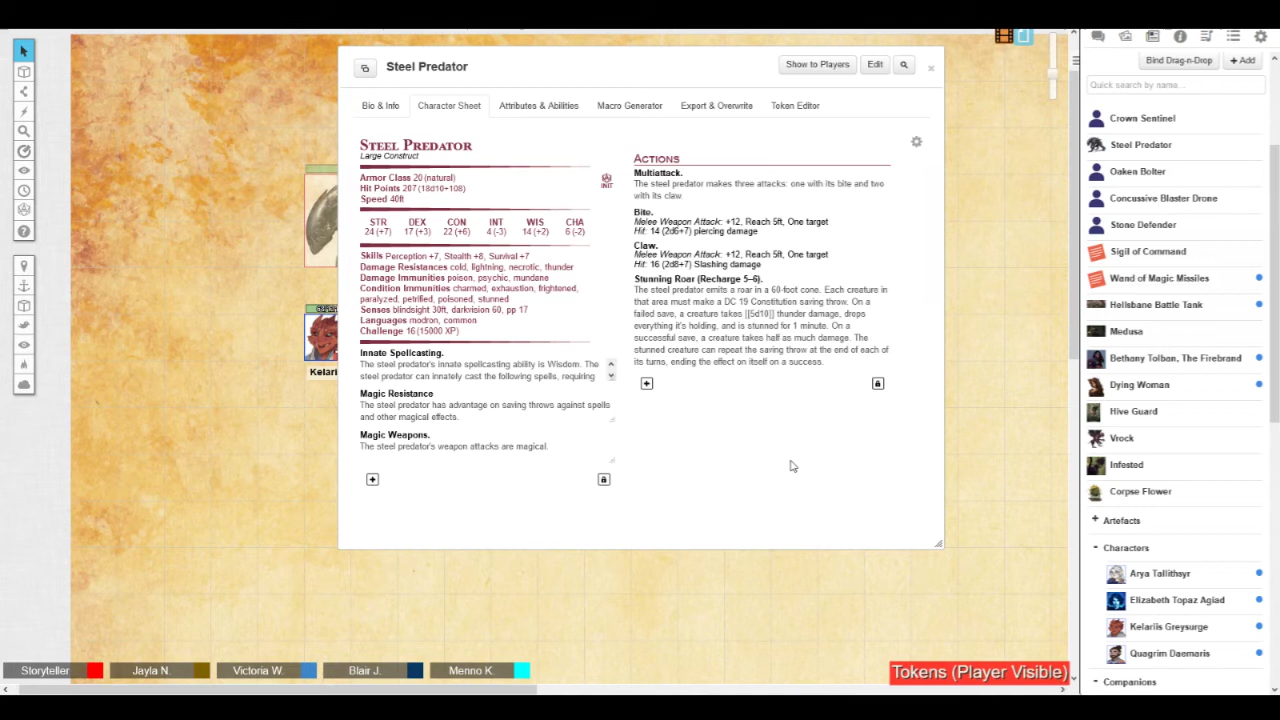 Steel Predator
Show to Players
Edit
Bio & Info
Character Sheet
Attributes & Abilities
Macro Generator
Export & Overwrite
Token Editor
STEEL PREDATOR
Large Construct
Armor Class 20 (natural)
Hit Points 207 (18d10+108)
Speed 40ft
INIT
STR DEX CON INT WIS CHA
24 (+7) 17 (+3) 22 (+6) 4 (-3) 14 (+2) 6 (-2)
Skills Perception +7, Stealth +8, Survival +7
Damage Resistances cold, lightning, necrotic, thunder
Damage Immunities poison, psychic, mundane
Condition Immunities charmed, exhaustion, frightened,
paralyzed, petrified, poisoned, stunned
Senses blindsight 30ft, darkvision 60, pp 17
Languages modron, common
Challenge 16 (15000 XP)
Innate Spellcasting.
The steel predator's innate spellcasting ability is Wisdom. The
steel predator can innately cast the following spells, requiring
Magic Resistance
The steel predator has advantage on saving throws against spells
and other magical effects.
Magic Weapons.
The steel predator's weapon attacks are magical.
ACTIONS
Multiattack.
The steel predator makes three attacks: one with its bite and two
with its claw.
Bite.
Melee Weapon Attack: +12, Reach 5ft, One target
Hit: 14 (2d6+7) piercing damage
Claw.
Melee Weapon Attack: +12, Reach 5ft, One target
Hit: 16 (2d8+7) Slashing damage
Stunning Roar (Recharge 5–6).
The steel predator emits a roar in a 60-foot cone. Each creature in
that area must make a DC 19 Constitution saving throw. On a
failed save, a creature takes [[5d10]] thunder damage, drops
everything it's holding, and is stunned for 1 minute. On a
successful save, a creature takes half as much damage. The
stunned creature can repeat the saving throw at the end of each of
its turns, ending the effect on itself on a success.
Kelarii
Bind Drag-n-Drop
+ Add
Quick search by name...
Crown Sentinel
Steel Predator
Oaken Bolter
Concussive Blaster Drone
Stone Defender
Sigil of Command
Wand of Magic Missiles
Hellsbane Battle Tank
Medusa
Bethany Tolban, The Firebrand
Dying Woman
Hive Guard
Vrock
Infested
Corpse Flower
+ Artefacts
- Characters
Arya Tallithsyr
Elizabeth Topaz Agiad
Kelariis Greysurge
Quagrim Daemaris
- Companions
Storyteller
Jayla N.
Victoria W.
Blair J.
Menno K.
Tokens (Player Visible)